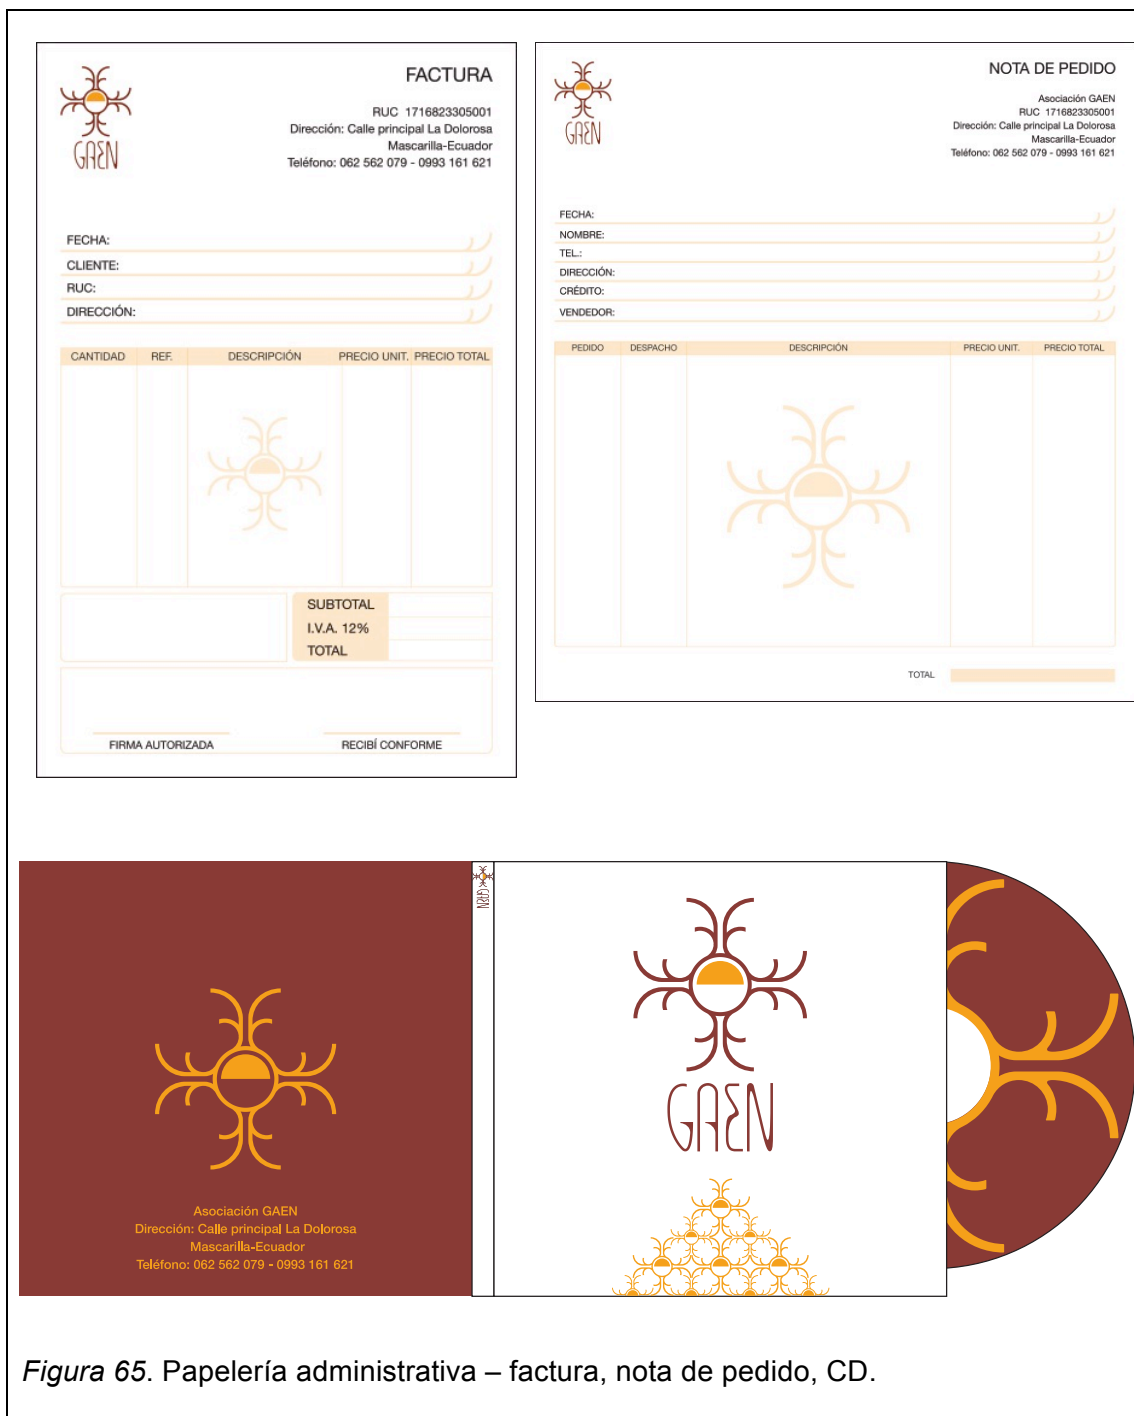 GAEN
FACTURA
RUC 1716823305001
Dirección: Calle principal La Dolorosa
Mascarilla-Ecuador
Teléfono: 062 562 079 - 0993 161 621
FECHA:
CLIENTE:
RUC:
DIRECCIÓN:
CANTIDAD REF. DESCRIPCIÓN PRECIO UNIT. PRECIO TOTAL
SUBTOTAL
I.V.A. 12%
TOTAL
FIRMA AUTORIZADA RECIBÍ CONFORME
GAEN
NOTA DE PEDIDO
Asociación GAEN
RUC 1716823305001
Dirección: Calle principal La Dolorosa
Mascarilla-Ecuador
Teléfono: 062 562 079 - 0993 161 621
FECHA:
NOMBRE:
TEL.:
DIRECCIÓN:
CRÉDITO:
VENDEDOR:
PEDIDO DESPACHO DESCRIPCIÓN PRECIO UNIT. PRECIO TOTAL
TOTAL
Asociación GAEN
Dirección: Calle principal La Dolorosa
Mascarilla-Ecuador
Teléfono: 062 562 079 - 0993 161 621
GAEN
GAEN
Figura 65. Papelería administrativa – factura, nota de pedido, CD.